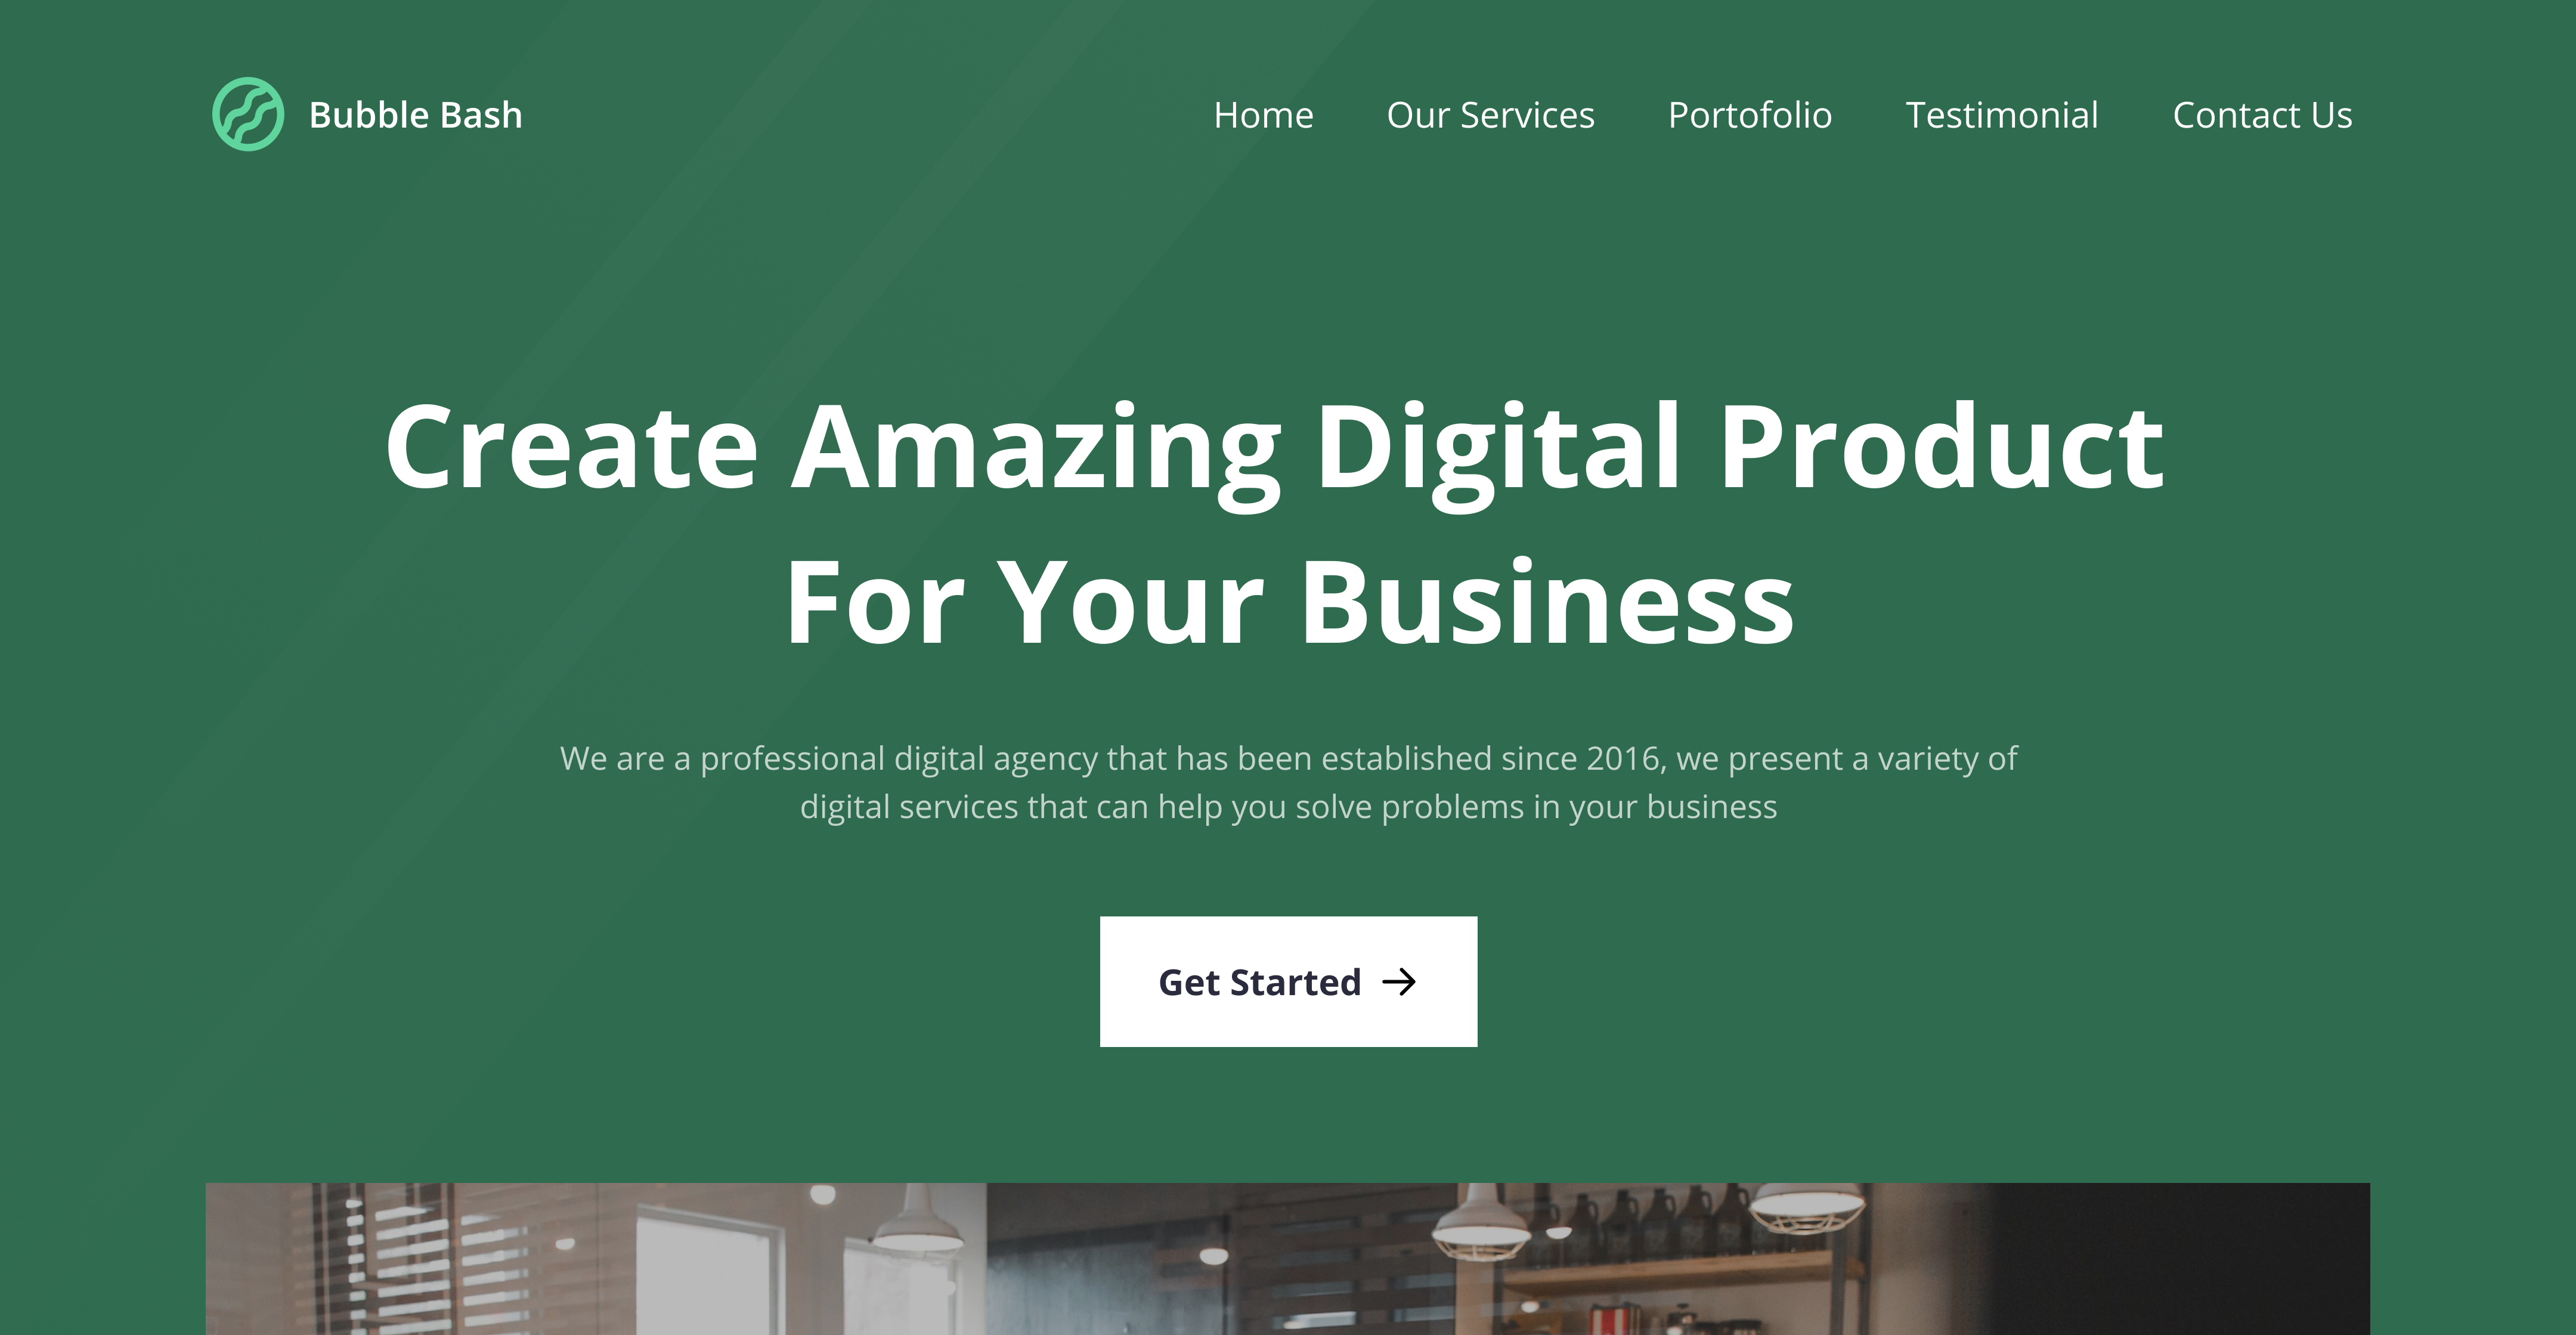 Bubble Bash
Home Our Services Portofolio Testimonial Contact Us
Create Amazing Digital Product
For Your Business
We are a professional digital agency that has been established since 2016, we present a variety of
digital services that can help you solve problems in your business
Get Started